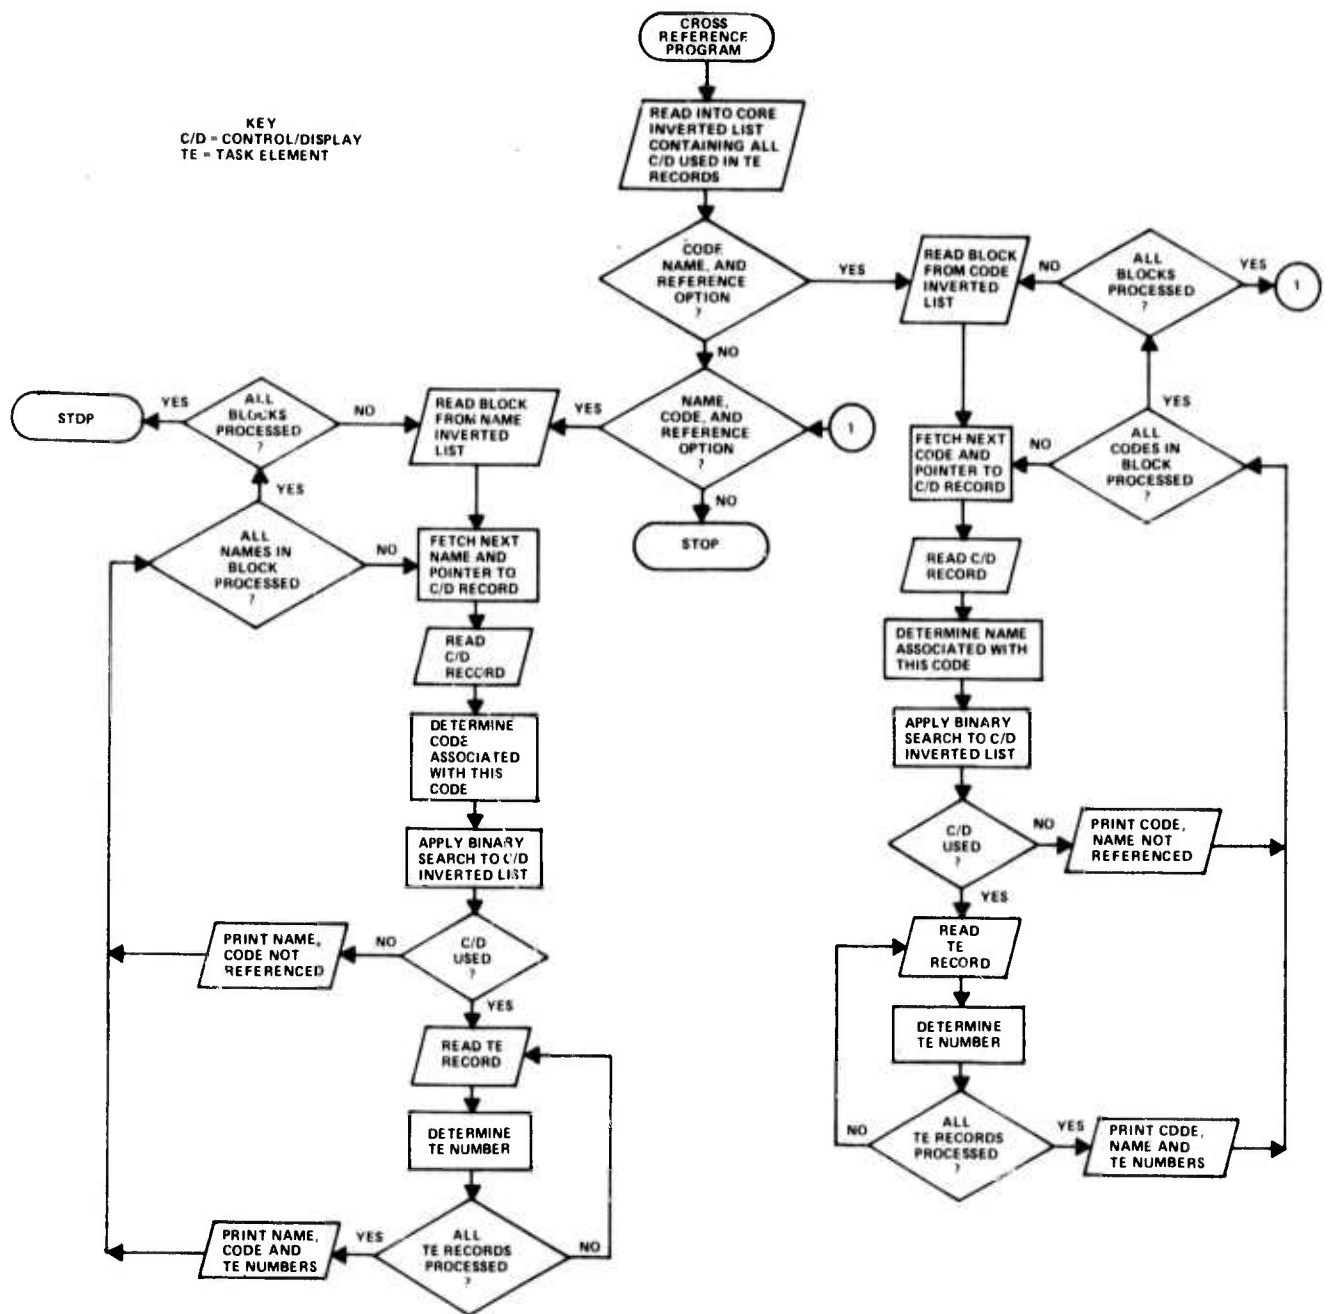 CROSS
REFERENCE
PROGRAM
KEY
C/D = CONTROL/DISPLAY
TE = TASK ELEMENT
READ INTO CORE
INVERTED LIST
CONTAINING ALL
C/D USED IN TE
RECORDS
CODE
NAME, AND
REFERENCE
OPTION
?
YES
NO
READ BLOCK
FROM CODE
INVERTED
LIST
NO
ALL
BLOCKS
PROCESSED
?
YES
1
YES
STOP
YES
ALL
BLOCKS
PROCESSED
?
NO
READ BLOCK
FROM NAME
INVERTED
LIST
YES
NAME,
CODE, AND
REFERENCE
OPTION
?
1
NO
STOP
FETCH NEXT
CODE AND
POINTER TO
C/D RECORD
NO
ALL
CODES IN
BLOCK
PROCESSED
?
YES
ALL
NAMES IN
BLOCK
PROCESSED
?
NO
FETCH NEXT
NAME AND
POINTER TO
C/D RECORD
READ C/D
RECORD
READ
C/D
RECORD
DETERMINE NAME
ASSOCIATED WITH
THIS CODE
DETERMINE
CODE
ASSOCIATED
WITH THIS
CODE
APPLY BINARY
SEARCH TO C/D
INVERTED LIST
APPLY BINARY
SEARCH TO C/D
INVERTED LIST
C/D
USED
?
NO
PRINT CODE,
NAME NOT
REFERENCED
YES
PRINT NAME,
CODE NOT
REFERENCED
NO
C/D
USED
?
YES
READ
TE
RECORD
READ TE
RECORD
DETERMINE
TE NUMBER
DETERMINE
TE NUMBER
NO
ALL
TE RECORDS
PROCESSED
?
YES
PRINT CODE,
NAME AND
TE NUMBERS
PRINT NAME,
CODE AND
TE NUMBERS
YES
ALL
TE RECORDS
PROCESSED
?
NO